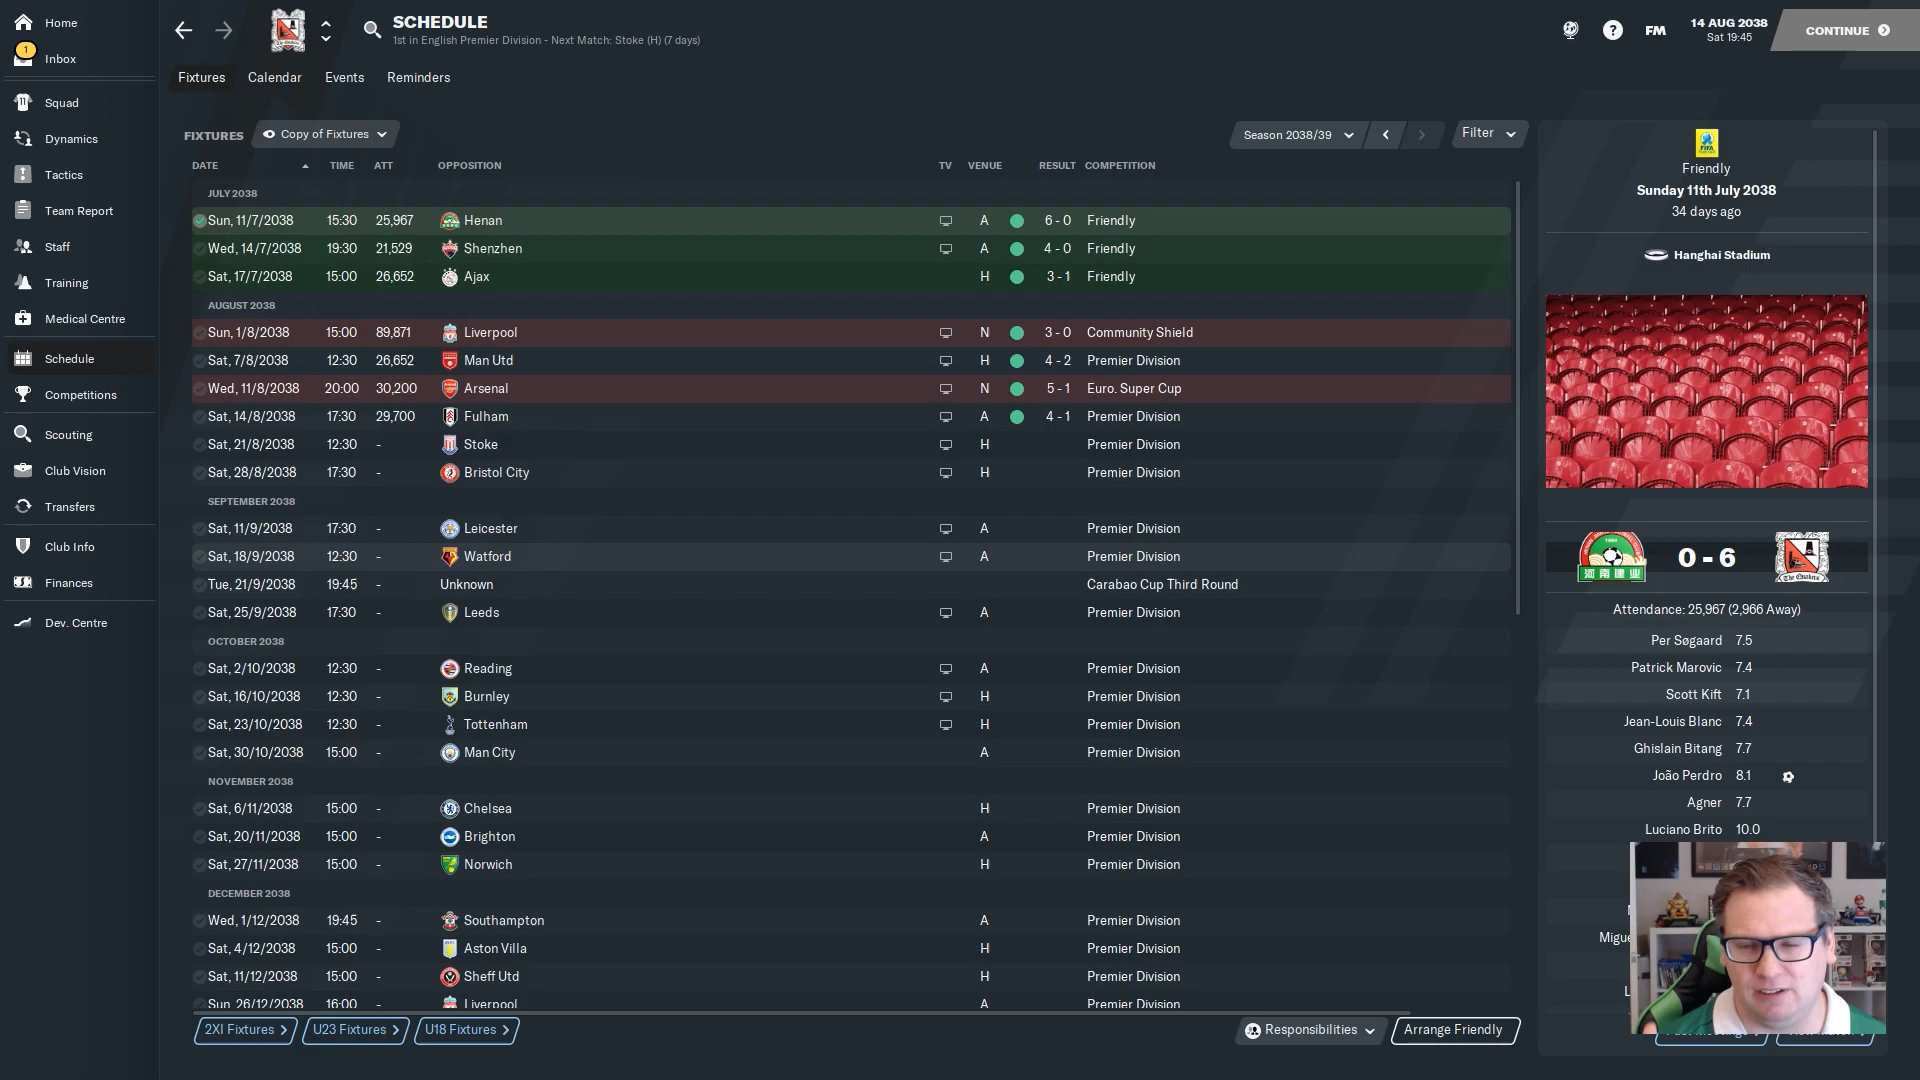 Home
1
Inbox
Squad
Dynamics
Tactics
Team Report
Staff
Training
Medical Centre
Schedule
Competitions
Scouting
Club Vision
Transfers
Club Info
Finances
Dev. Centre
SCHEDULE
1st in English Premier Division - Next Match: Stoke (H) (7 days)
FM
14 AUG 2038
Sat 19:45
CONTINUE
Fixtures Calendar Events Reminders
FIXTURES Copy of Fixtures Season 2038/39 Filter
DATE TIME ATT OPPOSITION TV VENUE RESULT COMPETITION
JULY 2038
Sun, 11/7/2038 15:30 25,967 Henan A 6 - 0 Friendly
Wed, 14/7/2038 19:30 21,529 Shenzhen A 4 - 0 Friendly
Sat, 17/7/2038 15:00 26,652 Ajax H 3 - 1 Friendly
AUGUST 2038
Sun, 1/8/2038 15:00 89,871 Liverpool N 3 - 0 Community Shield
Sat, 7/8/2038 12:30 26,652 Man Utd H 4 - 2 Premier Division
Wed, 11/8/2038 20:00 30,200 Arsenal N 5 - 1 Euro. Super Cup
Sat, 14/8/2038 17:30 29,700 Fulham A 4 - 1 Premier Division
Sat, 21/8/2038 12:30 - Stoke H Premier Division
Sat, 28/8/2038 17:30 - Bristol City H Premier Division
SEPTEMBER 2038
Sat, 11/9/2038 17:30 - Leicester A Premier Division
Sat, 18/9/2038 12:30 - Watford A Premier Division
Tue, 21/9/2038 19:45 - Unknown Carabao Cup Third Round
Sat, 25/9/2038 17:30 - Leeds A Premier Division
OCTOBER 2038
Sat, 2/10/2038 12:30 - Reading A Premier Division
Sat, 16/10/2038 12:30 - Burnley H Premier Division
Sat, 23/10/2038 12:30 - Tottenham H Premier Division
Sat, 30/10/2038 15:00 - Man City A Premier Division
NOVEMBER 2038
Sat, 6/11/2038 15:00 - Chelsea H Premier Division
Sat, 20/11/2038 15:00 - Brighton A Premier Division
Sat, 27/11/2038 15:00 - Norwich H Premier Division
DECEMBER 2038
Wed, 1/12/2038 19:45 - Southampton A Premier Division
Sat, 4/12/2038 15:00 - Aston Villa H Premier Division
Sat, 11/12/2038 15:00 - Sheff Utd H Premier Division
Sun, 26/12/2038 16:00 - Liverpool A Premier Division
2XI Fixtures U23 Fixtures U18 Fixtures Responsibilities Arrange Friendly
FIFA
Friendly
Sunday 11th July 2038
34 days ago
Hanghai Stadium
河南建业
0 - 6
The Quakers
Attendance: 25,967 (2,966 Away)
Per Søgaard 7.5
Patrick Marovic 7.4
Scott Kift 7.1
Jean-Louis Blanc 7.4
Ghislain Bitang 7.7
João Perdro 8.1
Agner 7.7
Luciano Brito 10.0